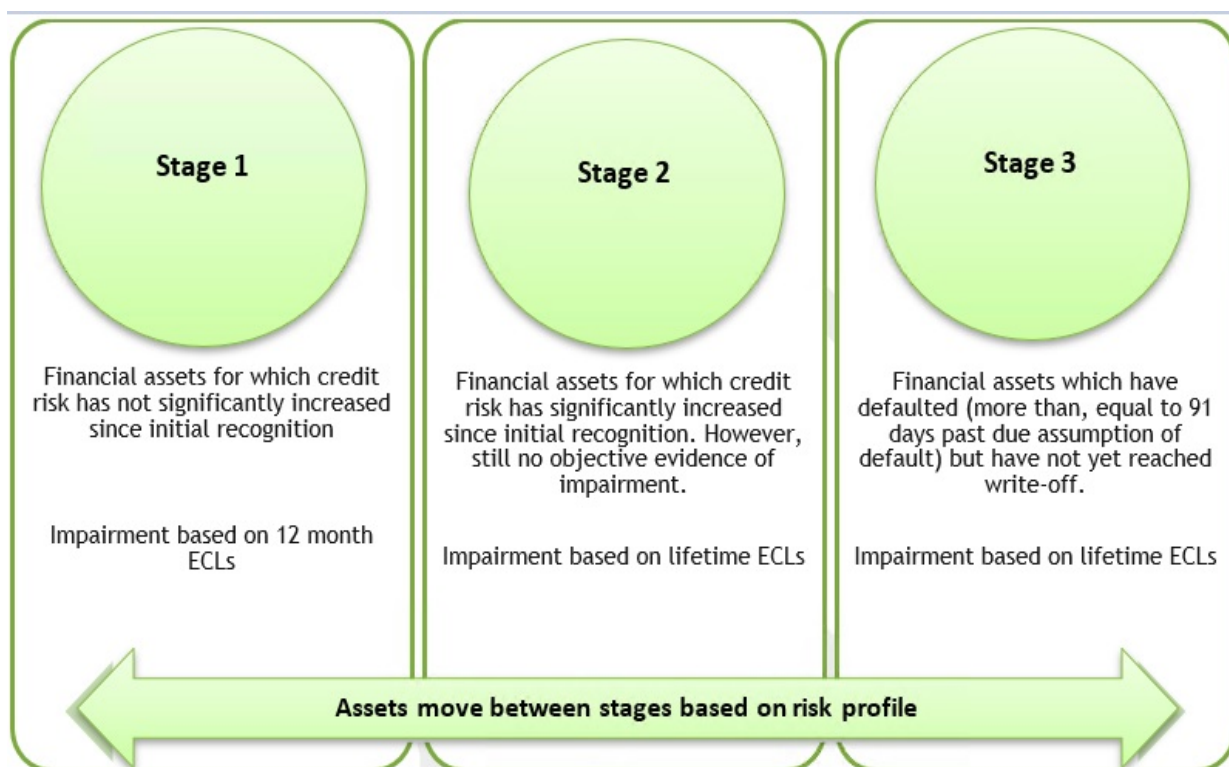 Stage 1
Financial assets for which credit
risk has not significantly increased
since initial recognition
Impairment based on 12 month
ECLs
Stage 2
Financial assets for which credit
risk has significantly increased
since initial recognition. However,
still no objective evidence of
impairment.
Impairment based on lifetime ECLs
Stage 3
Financial assets which have
defaulted (more than, equal to 91
days past due assumption of
default) but have not yet reached
write-off.
Impairment based on lifetime ECLs
Assets move between stages based on risk profile